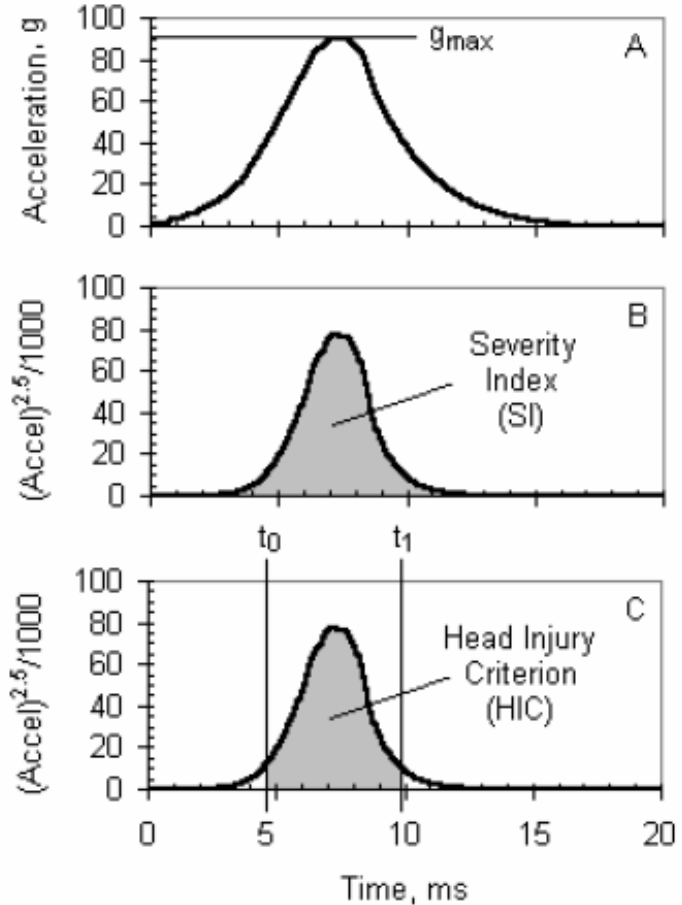 100
80
60
40
20
0
Acceleration, g
gmax
A
100
80
60
40
20
0
(Accel)2.5/1000
B
Severity
Index
(SI)
t0
t1
100
80
60
40
20
0
(Accel)2.5/1000
C
Head Injury
Criterion
(HIC)
0
5
10
15
20
Time, ms